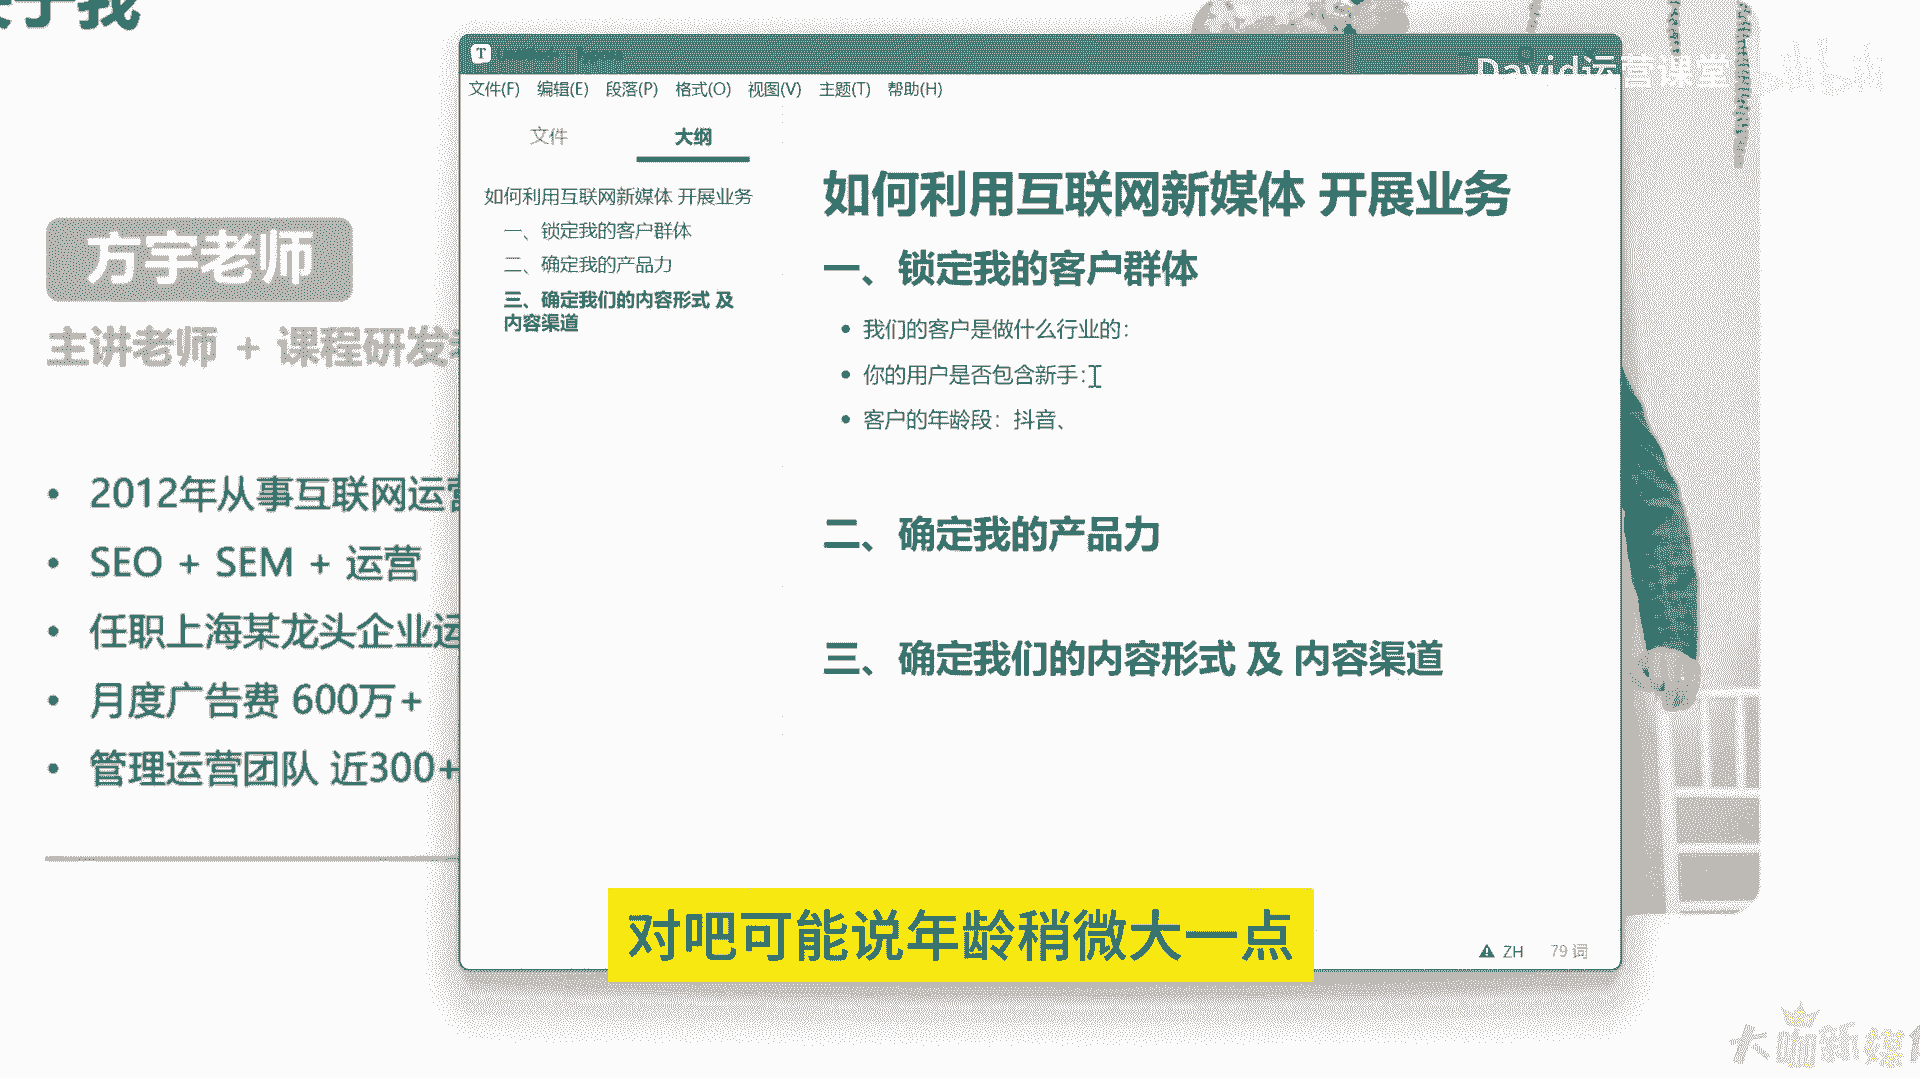 于我
方宇老师
主讲老师 + 课程研发
2012年从事互联网运营
SEO + SEM + 运营
任职上海某龙头企业运
月度广告费 600万+
管理运营团队 近300+
David运营课堂
文件(F) 编辑(E) 段落(P) 格式(O) 视图(V) 主题(T) 帮助(H)
文件 大纲
如何利用互联网新媒体 开展业务
一、锁定我的客户群体
二、确定我的产品力
三、确定我们的内容形式 及
内容渠道
如何利用互联网新媒体 开展业务
一、锁定我的客户群体
我们的客户是做什么行业的：
你的用户是否包含新手：
客户的年龄段：抖音、
二、确定我的产品力
三、确定我们的内容形式 及 内容渠道
ZH 79 词
对吧可能说年龄稍微大一点
大咖新媒体